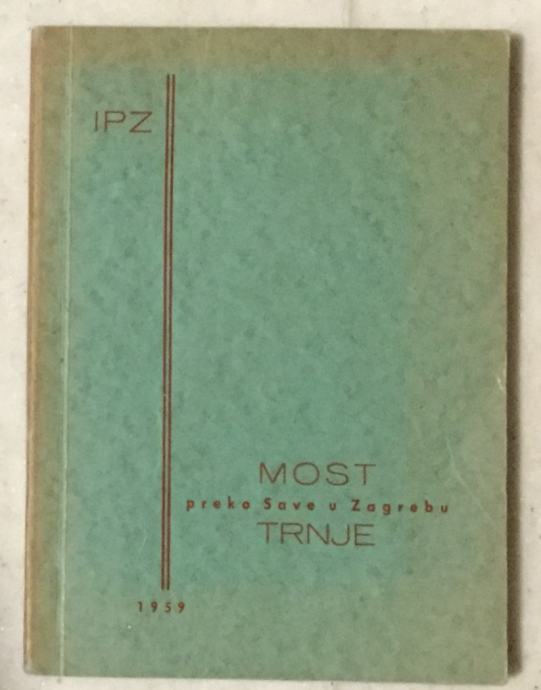 IPZ
MOST
preko Save u Zagrebu
TRNJE
1959